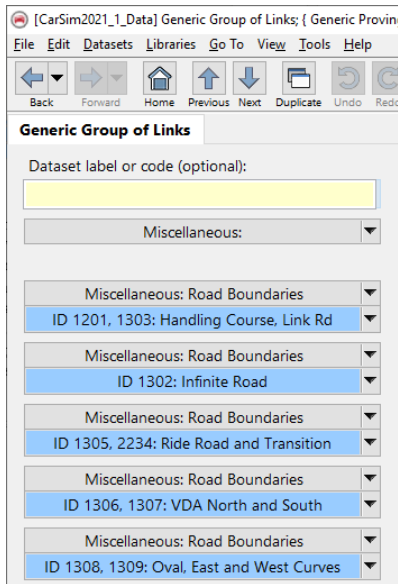 [CarSim2021_1_Data] Generic Group of Links; { Generic Provin
File Edit Datasets Libraries Go To View Tools Help
Back Forward Home Previous Next Duplicate Undo Redo
Generic Group of Links
Dataset label or code (optional):
Miscellaneous:
Miscellaneous: Road Boundaries
ID 1201, 1303: Handling Course, Link Rd
Miscellaneous: Road Boundaries
ID 1302: Infinite Road
Miscellaneous: Road Boundaries
ID 1305, 2234: Ride Road and Transition
Miscellaneous: Road Boundaries
ID 1306, 1307: VDA North and South
Miscellaneous: Road Boundaries
ID 1308, 1309: Oval, East and West Curves